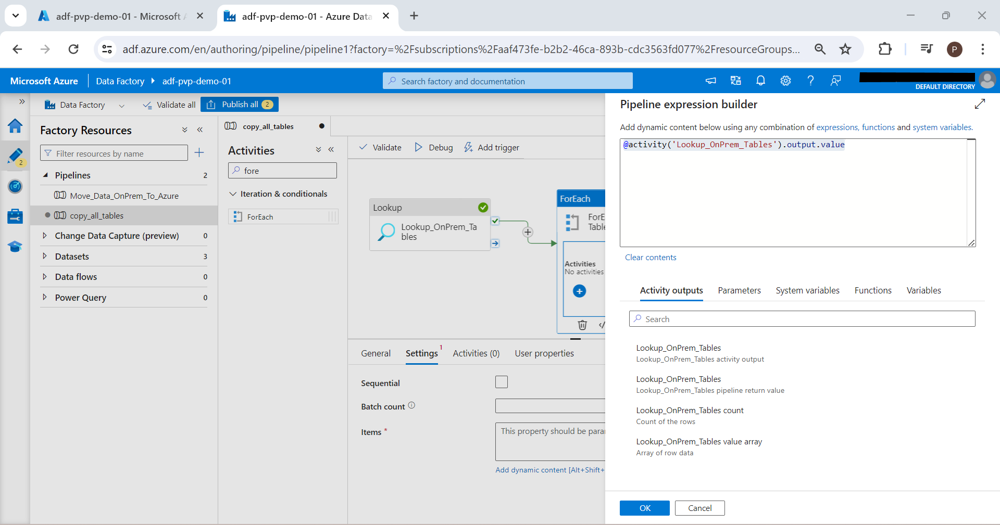 adf-pvp-demo-01 - Microsoft A
adf-pvp-demo-01 - Azure Data
adf.azure.com/en/authoring/pipeline/pipeline1?factory=%2Fsubscriptions%2Faaf473fe-b2b2-46ca-893b-cdc3563fd077%2FresourceGroups...
P
Microsoft Azure
Data Factory
adf-pvp-demo-01
Search factory and documentation
DEFAULT DIRECTORY
Data Factory
Validate all
Publish all
2
2
Factory Resources
Filter resources by name
Pipelines
2
Move_Data_OnPrem_To_Azure
copy_all_tables
Change Data Capture (preview)
0
Datasets
3
Data flows
0
Power Query
0
copy_all_tables
Activities
fore
Iteration & conditionals
ForEach
Validate
Debug
Add trigger
Lookup
Lookup_OnPrem_Ta
bles
ForEach
ForE
Table
Activities
No activities
General
Settings
1
Activities (0)
User properties
Sequential
Batch count
Items *
This property should be para
Add dynamic content [Alt+Shift+
Pipeline expression builder
Add dynamic content below using any combination of expressions, functions and system variables.
@activity('Lookup_OnPrem_Tables').output.value
Clear contents
Activity outputs
Parameters
System variables
Functions
Variables
Search
Lookup_OnPrem_Tables
Lookup_OnPrem_Tables activity output
Lookup_OnPrem_Tables
Lookup_OnPrem_Tables pipeline return value
Lookup_OnPrem_Tables count
Count of the rows
Lookup_OnPrem_Tables value array
Array of row data
OK
Cancel